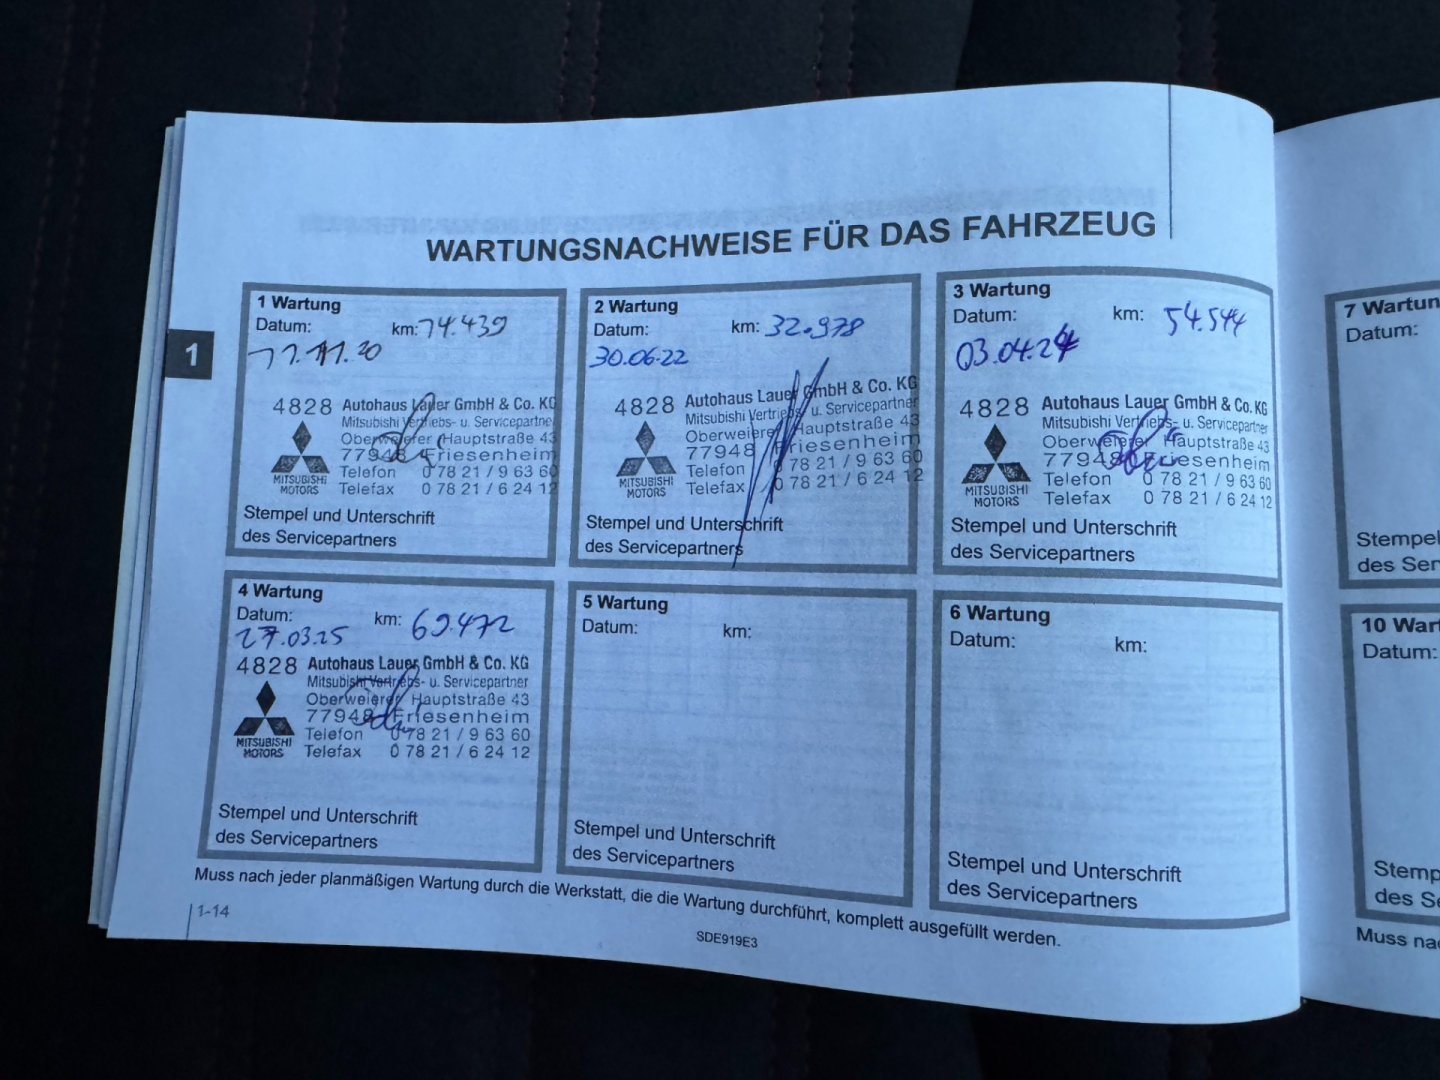 WARTUNGSNACHWEISE FÜR DAS FAHRZEUG
1
1 Wartung
Datum: km: 14.439
11.11.20
4828 Autohaus Lauer GmbH & Co. KG
Mitsubishi Vertriebs- u. Servicepartner
Oberweierer Hauptstraße 43
77948 Friesenheim
Telefon 0 78 21 / 9 63 60
Telefax 0 78 21 / 6 24 12
MITSUBISHI
MOTORS
Stempel und Unterschrift
des Servicepartners
2 Wartung
Datum: km: 32.978
30.06.22
4828 Autohaus Lauer GmbH & Co. KG
Mitsubishi Vertriebs- u. Servicepartner
Oberweierer Hauptstraße 43
77948 Friesenheim
Telefon 0 78 21 / 9 63 60
Telefax 0 78 21 / 6 24 12
MITSUBISHI
MOTORS
Stempel und Unterschrift
des Servicepartners
3 Wartung
Datum: km: 54.544
03.04.24
4828 Autohaus Lauer GmbH & Co. KG
Mitsubishi Vertriebs- u. Servicepartner
Oberweierer Hauptstraße 43
77948 Friesenheim
Telefon 0 78 21 / 9 63 60
Telefax 0 78 21 / 6 24 12
MITSUBISHI
MOTORS
Stempel und Unterschrift
des Servicepartners
4 Wartung
Datum: km: 69.472
27.03.25
4828 Autohaus Lauer GmbH & Co. KG
Mitsubishi Vertriebs- u. Servicepartner
Oberweierer Hauptstraße 43
77948 Friesenheim
Telefon 0 78 21 / 9 63 60
Telefax 0 78 21 / 6 24 12
MITSUBISHI
MOTORS
Stempel und Unterschrift
des Servicepartners
5 Wartung
Datum: km:
Stempel und Unterschrift
des Servicepartners
6 Wartung
Datum: km:
Stempel und Unterschrift
des Servicepartners
Muss nach jeder planmäßigen Wartung durch die Werkstatt, die die Wartung durchführt, komplett ausgefüllt werden.
1-14
SDE919E3
7 Wartun
Datum:
Stempel
des Ser
10 Wart
Datum:
Stemp
des Se
Muss na